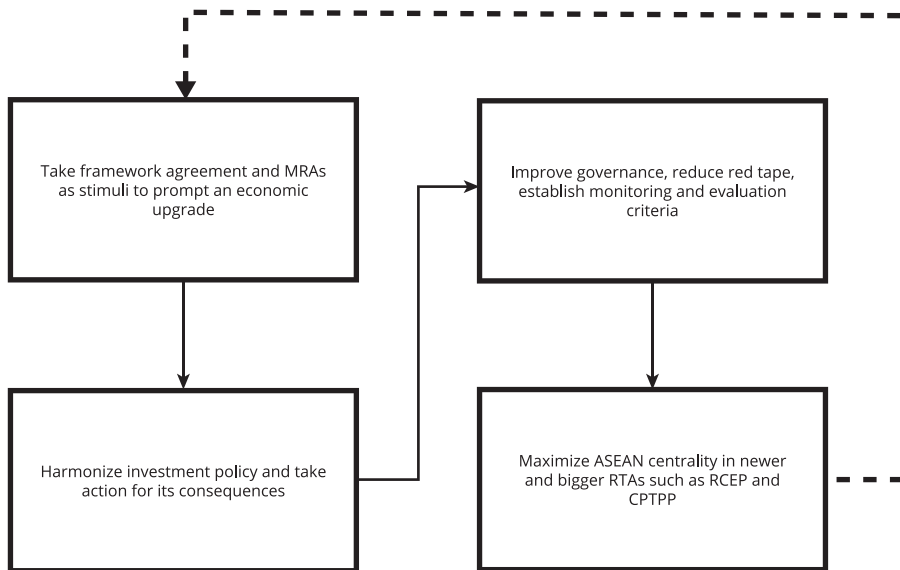 Take framework agreement and MRAs
as stimuli to prompt an economic
upgrade
Harmonize investment policy and take
action for its consequences
Improve governance, reduce red tape,
establish monitoring and evaluation
criteria
Maximize ASEAN centrality in newer
and bigger RTAs such as RCEP and
CPTPP